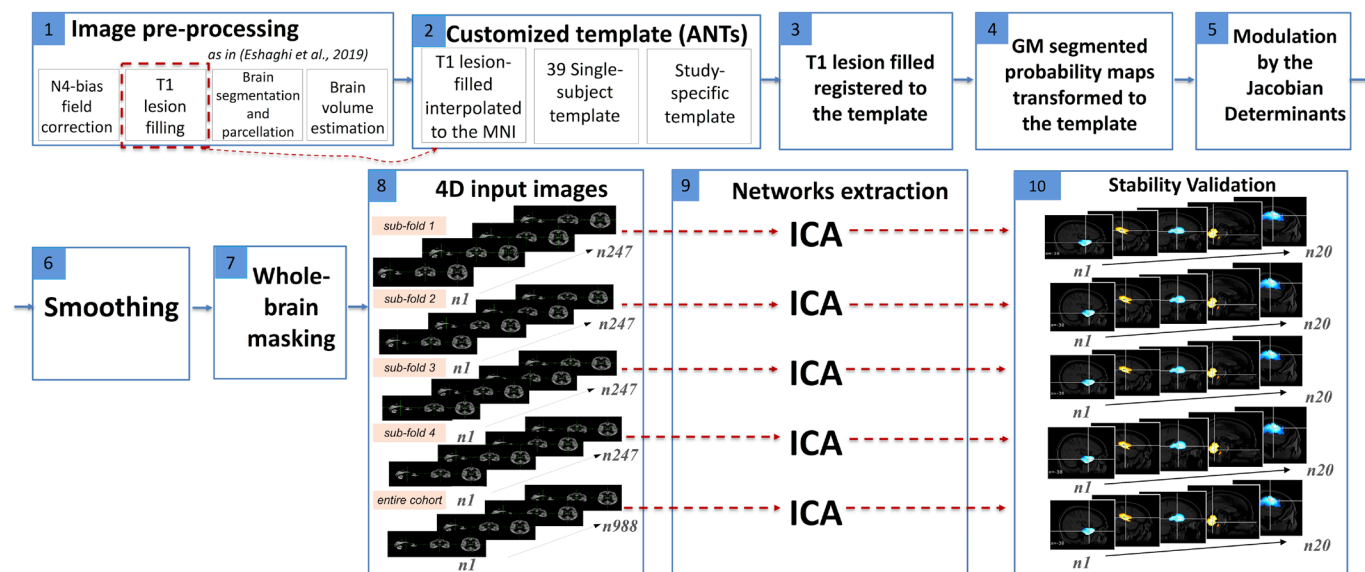 1
Image pre-processing
as in (Eshaghi et al., 2019)
N4-bias
field
correction
T1
lesion
filling
Brain
segmentation
and
parcellation
Brain
volume
estimation
2
Customized template (ANTs)
T1 lesion-
filled
interpolated
to the MNI
39 Single-
subject
template
Study-
specific
template
3
T1 lesion filled
registered to
the template
4
GM segmented
probability maps
transformed to
the template
5
Modulation
by the
Jacobian
Determinants
6
Smoothing
7
Whole-
brain
masking
8
4D input images
sub-fold 1
n1
n247
sub-fold 2
n1
n247
sub-fold 3
n1
n247
sub-fold 4
n1
n247
entire cohort
n1
n988
9
Networks extraction
ICA
ICA
ICA
ICA
ICA
10
Stability Validation
n1
n20
n1
n20
n1
n20
n1
n20
n1
n20